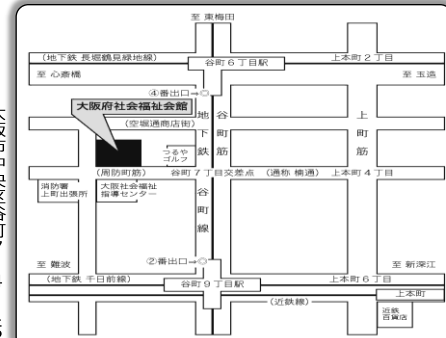 至 東梅田
(地下鉄 長堀鶴見緑地線)
谷町6丁目駅
上本町2丁目
至 心斎橋
至 玉造
④番出口→
大阪府社会福祉会館
(空堀通商店街)
地下鉄 谷町線
谷町筋
上町筋
つるや
ゴルフ
(周防町筋)
谷町7丁目交差点
(通称 楠通)
上本町4丁目
消防署
上町出張所
大阪社会福祉
指導センター
至 難波
②番出口→
至 新深江
(地下鉄 千日前線)
谷町9丁目駅
上本町6丁目
上本町
(近鉄線)
近鉄
百貨店